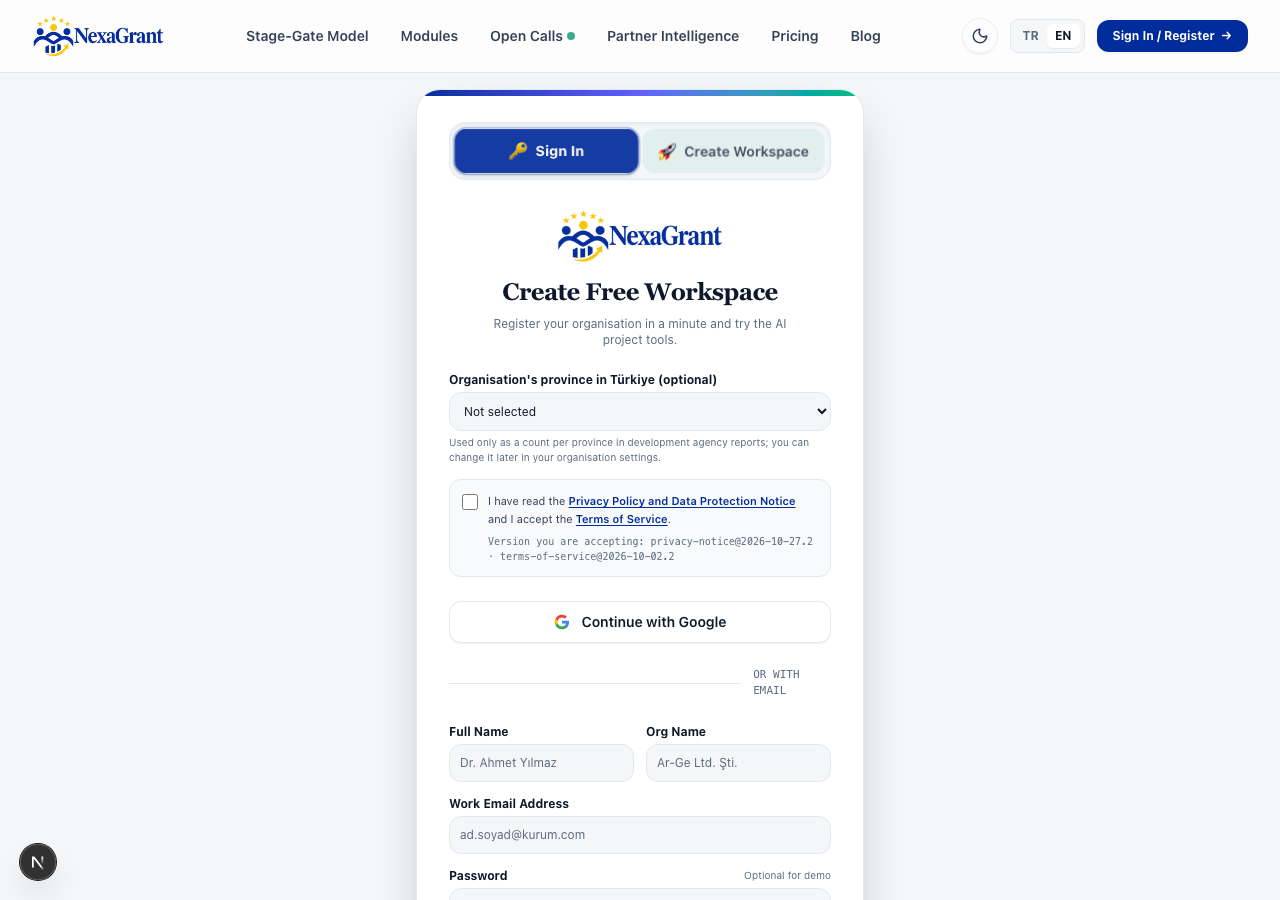 NexaGrant
Stage-Gate Model
Modules
Open Calls
Partner Intelligence
Pricing
Blog
TR
EN
Sign In / Register →
🔑 Sign In
🚀 Create Workspace
NexaGrant
Create Free Workspace
Register your organisation in a minute and try the AI
project tools.
Organisation's province in Türkiye (optional)
Not selected
Used only as a count per province in development agency reports; you can
change it later in your organisation settings.
I have read the Privacy Policy and Data Protection Notice
and I accept the Terms of Service.
Version you are accepting: privacy-notice@2026-10-27.2
· terms-of-service@2026-10-02.2
Continue with Google
OR WITH
EMAIL
Full Name
Org Name
Dr. Ahmet Yılmaz
Ar-Ge Ltd. Şti.
Work Email Address
ad.soyad@kurum.com
Password
Optional for demo
N